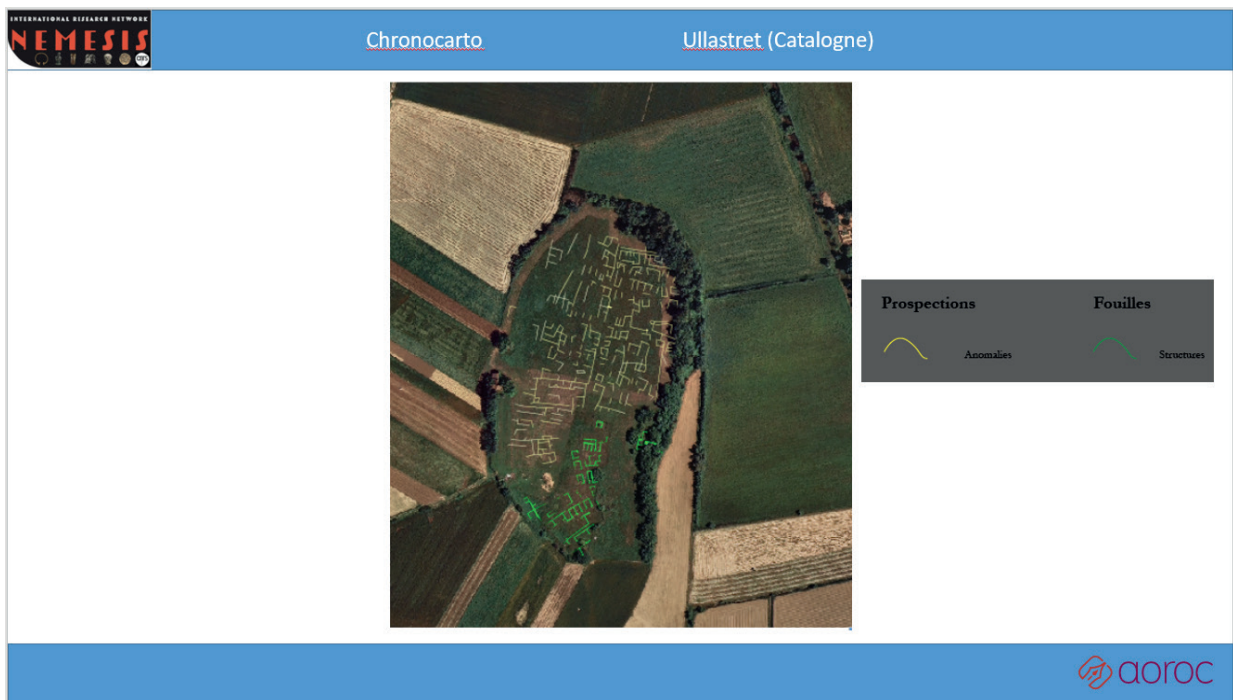 INTERNATIONAL RESEARCH NETWORK
NEMESIS
Chronocarto
Ullastret (Catalogne)
Prospections
Fouilles
Anomalies
Structures
aoroc